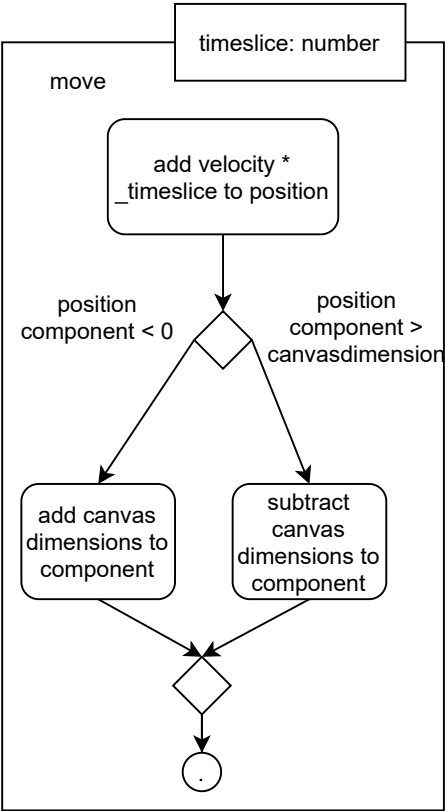 timeslice: number
move
add velocity *
_timeslice to position
position
component < 0
position
component >
canvasdimension
add canvas
dimensions to
component
subtract
canvas
dimensions to
component
.